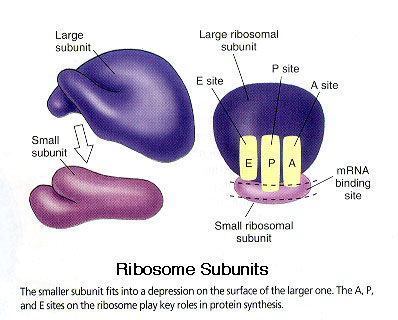 Large
subunit
Small
subunit
Large ribosomal
subunit
P site
E site
A site
E P A
mRNA
binding
site
Small ribosomal
subunit
Ribosome Subunits
The smaller subunit fits into a depression on the surface of the larger one. The A, P,
and E sites on the ribosome play key roles in protein synthesis.